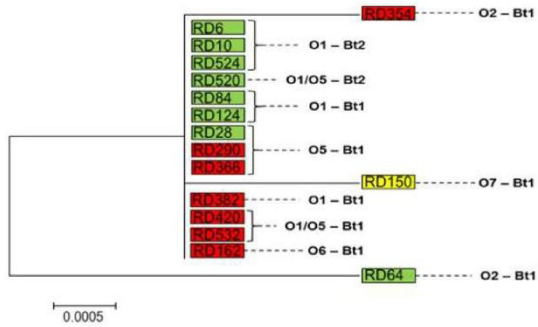 RD354 O2 – Bt1
RD6
RD10 O1 – Bt2
RD524
RD520 O1/O5 – Bt2
RD84
O1 – Bt1
RD124
RD28
RD290 O5 – Bt1
RD366
RD150 O7 – Bt1
RD382 O1 – Bt1
RD420
O1/O5 – Bt1
RD532
RD162 O6 – Bt1
RD64 O2 – Bt1
0.0005